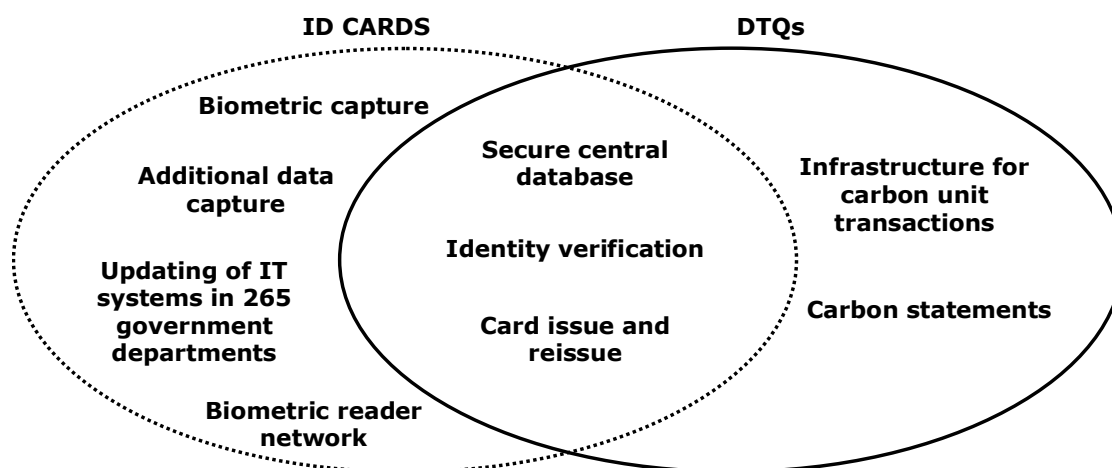 ID CARDS
DTQs
Biometric capture
Additional data
capture
Updating of IT
systems in 265
government
departments
Biometric reader
network
Secure central
database
Identity verification
Card issue and
reissue
Infrastructure for
carbon unit
transactions
Carbon statements